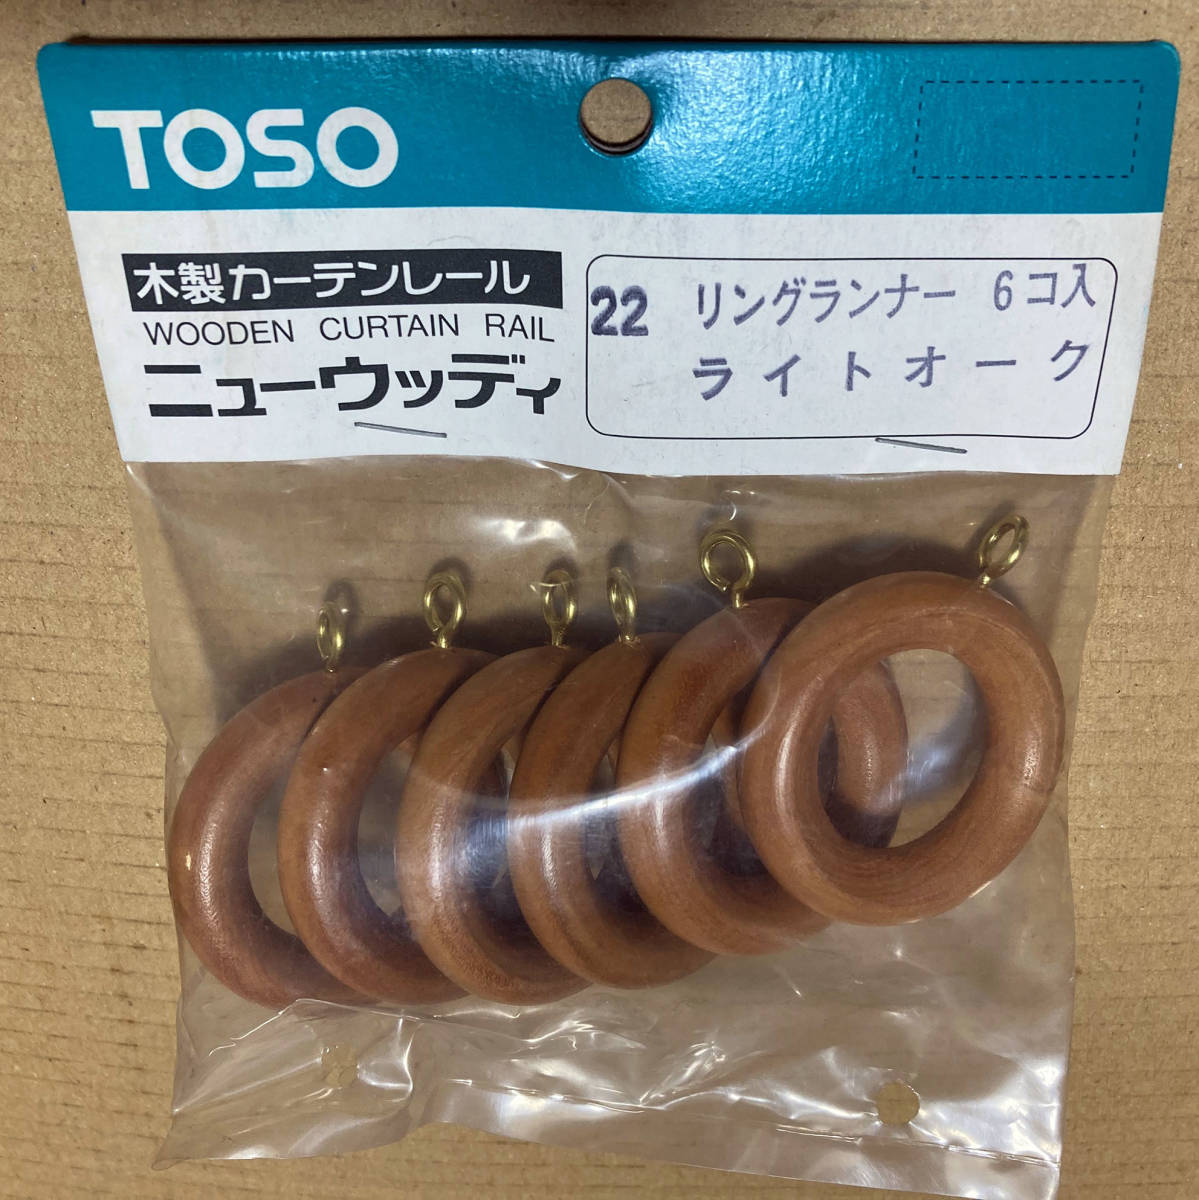 TOSO
木製カーテンレール
WOODEN CURTAIN RAIL
ニューウッディ
22 リングランナー 6コ入
ライトオーク